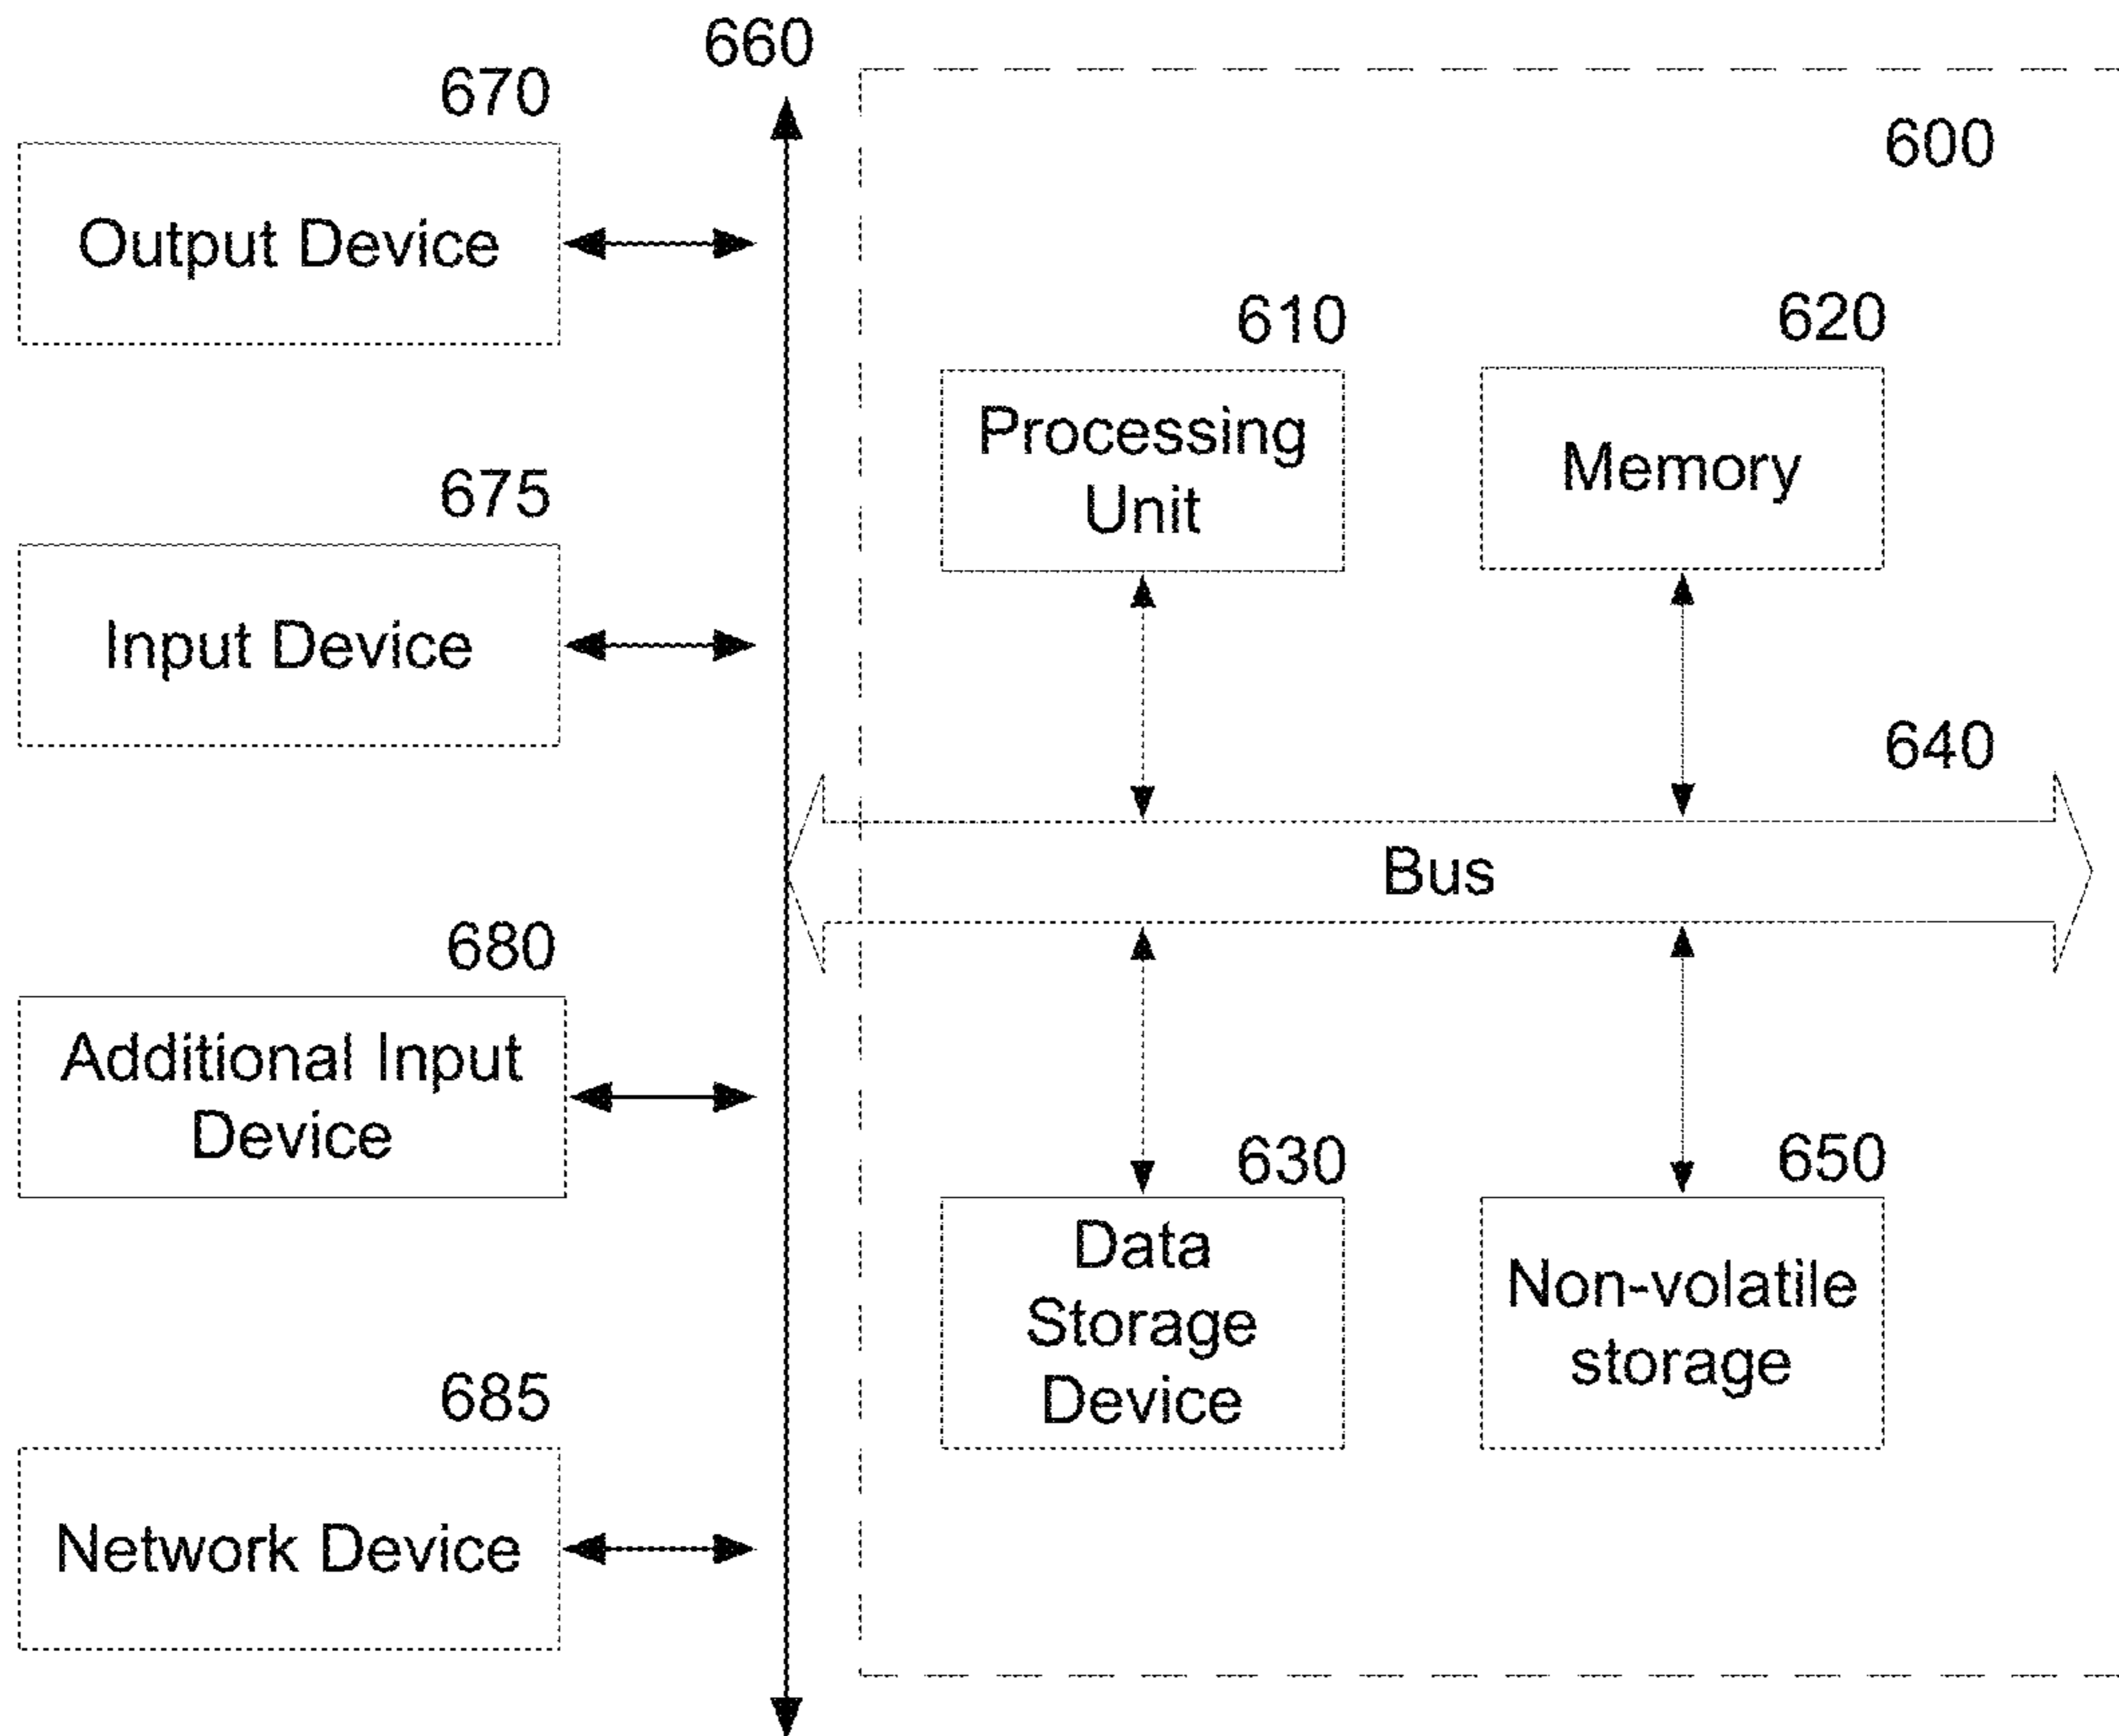 660
670
Output Device
675
Input Device
680
Additional Input
Device
685
Network Device
600
610
Processing
Unit
620
Memory
640
Bus
630
Data
Storage
Device
650
Non-volatile
storage